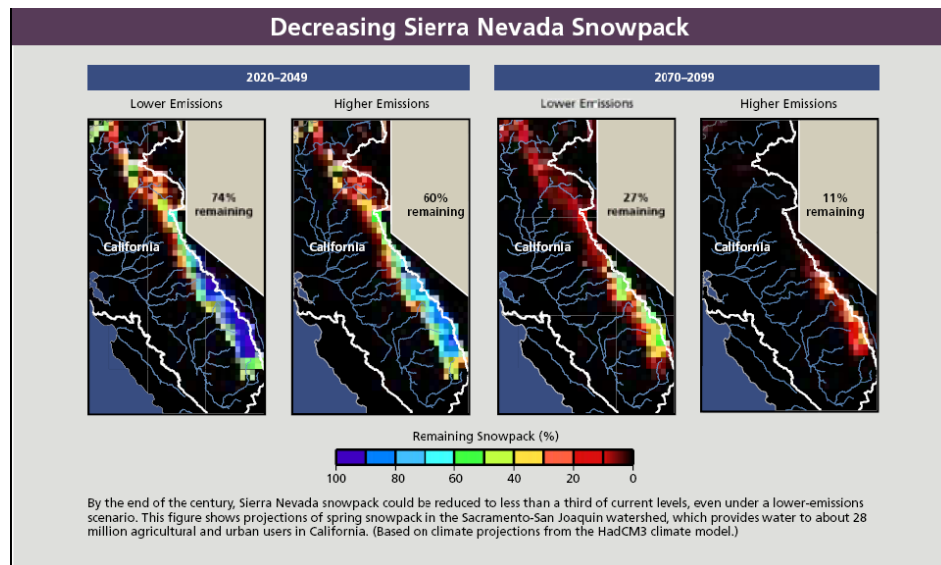 Decreasing Sierra Nevada Snowpack
2020–2049
2070–2099
Lower Emissions
Higher Emissions
Lower Emissions
Higher Emissions
74%
remaining
California
60%
remaining
California
27%
remaining
California
11%
remaining
California
Remaining Snowpack (%)
100 80 60 40 20 0
By the end of the century, Sierra Nevada snowpack could be reduced to less than a third of current levels, even under a lower-emissions
scenario. This figure shows projections of spring snowpack in the Sacramento-San Joaquin watershed, which provides water to about 28
million agricultural and urban users in California. (Based on climate projections from the HadCM3 climate model.)